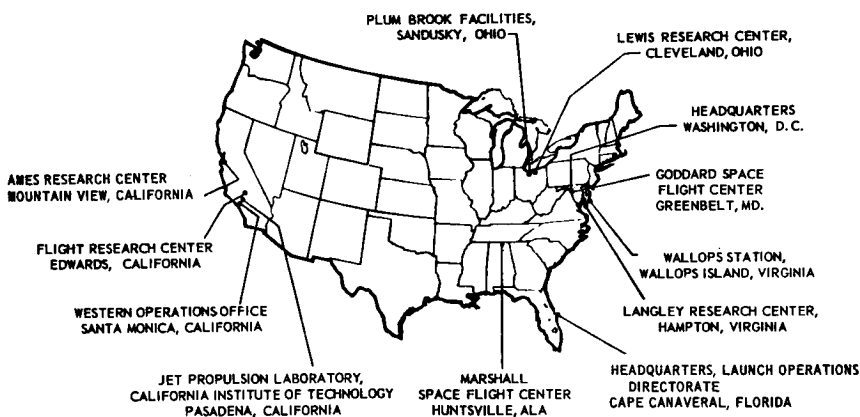 PLUM BROOK FACILITIES,
SANDUSKY, OHIO
LEWIS RESEARCH CENTER,
CLEVELAND, OHIO
HEADQUARTERS
WASHINGTON, D.C.
AMES RESEARCH CENTER
MOUNTAIN VIEW, CALIFORNIA
GODDARD SPACE
FLIGHT CENTER
GREENBELT, MD.
FLIGHT RESEARCH CENTER
EDWARDS, CALIFORNIA
WALLOPS STATION,
WALLOPS ISLAND, VIRGINIA
WESTERN OPERATIONS OFFICE
SANTA MONICA, CALIFORNIA
LANGLEY RESEARCH CENTER,
HAMPTON, VIRGINIA
JET PROPULSION LABORATORY,
CALIFORNIA INSTITUTE OF TECHNOLOGY
PASADENA, CALIFORNIA
MARSHALL
SPACE FLIGHT CENTER
HUNTSVILLE, ALA
HEADQUARTERS, LAUNCH OPERATIONS
DIRECTORATE
CAPE CANAVERAL, FLORIDA